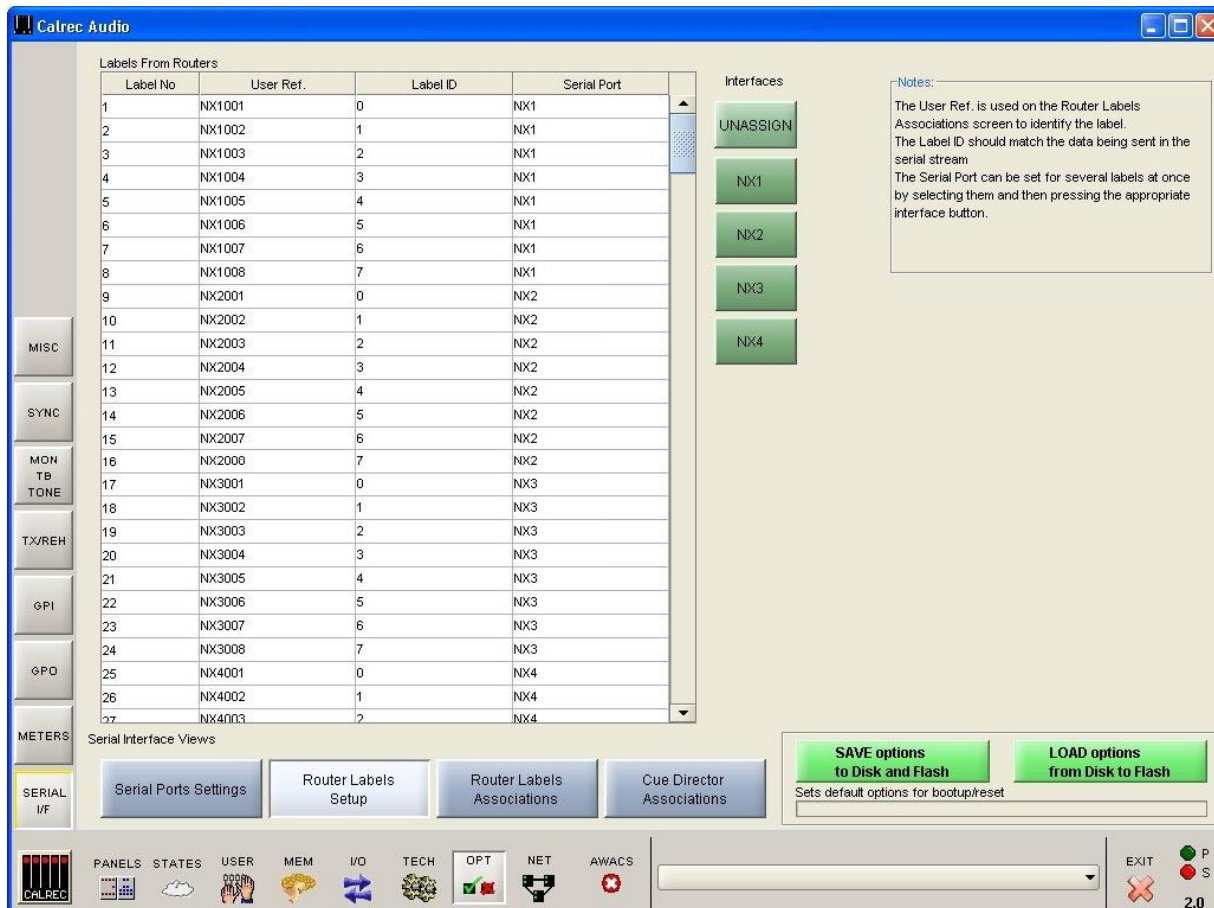 Calrec Audio
Labels From Routers
Label No User Ref. Label ID Serial Port
1 NX1001 0 NX1
2 NX1002 1 NX1
3 NX1003 2 NX1
4 NX1004 3 NX1
5 NX1005 4 NX1
6 NX1006 5 NX1
7 NX1007 6 NX1
8 NX1008 7 NX1
9 NX2001 0 NX2
10 NX2002 1 NX2
11 NX2003 2 NX2
12 NX2004 3 NX2
13 NX2005 4 NX2
14 NX2006 5 NX2
15 NX2007 6 NX2
16 NX2008 7 NX2
17 NX3001 0 NX3
18 NX3002 1 NX3
19 NX3003 2 NX3
20 NX3004 3 NX3
21 NX3005 4 NX3
22 NX3006 5 NX3
23 NX3007 6 NX3
24 NX3008 7 NX3
25 NX4001 0 NX4
26 NX4002 1 NX4
27 NX4003 2 NX4
Interfaces
UNASSIGN
NX1
NX2
NX3
NX4
Notes:
The User Ref. is used on the Router Labels
Associations screen to identify the label.
The Label ID should match the data being sent in the
serial stream
The Serial Port can be set for several labels at once
by selecting them and then pressing the appropriate
interface button.
MISC
SYNC
MON
TB
TONE
TX/REH
GPI
GPO
METERS
SERIAL
I/F
Serial Interface Views
Serial Ports Settings
Router Labels
Setup
Router Labels
Associations
Cue Director
Associations
SAVE options
to Disk and Flash
LOAD options
from Disk to Flash
Sets default options for bootup/reset
CALREC
PANELS STATES USER MEM I/O TECH OPT NET AWACS
EXIT
P
S
2.0